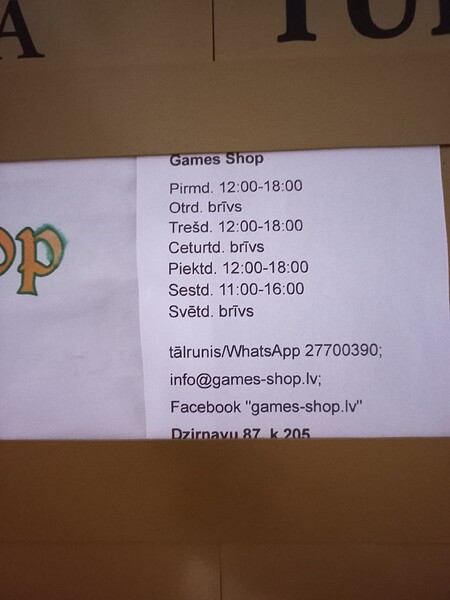 A
TU
op
Games Shop
Pirmd. 12:00-18:00
Otrd. brīvs
Trešd. 12:00-18:00
Ceturtd. brīvs
Piektd. 12:00-18:00
Sestd. 11:00-16:00
Svētd. brīvs
tālrunis/WhatsApp 27700390;
info@games-shop.lv;
Facebook "games-shop.lv"
Dzirnavu 87, k.205